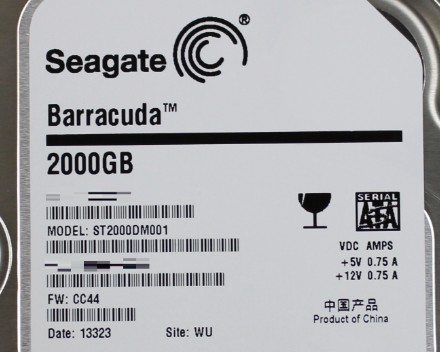 Seagate®
Barracuda™
2000GB
MODEL: ST2000DM001
SERIAL
ATA
VDC AMPS
+5V 0.75 A
+12V 0.75 A
FW: CC44
中国产品
Product of China
Date: 13323 Site: WU